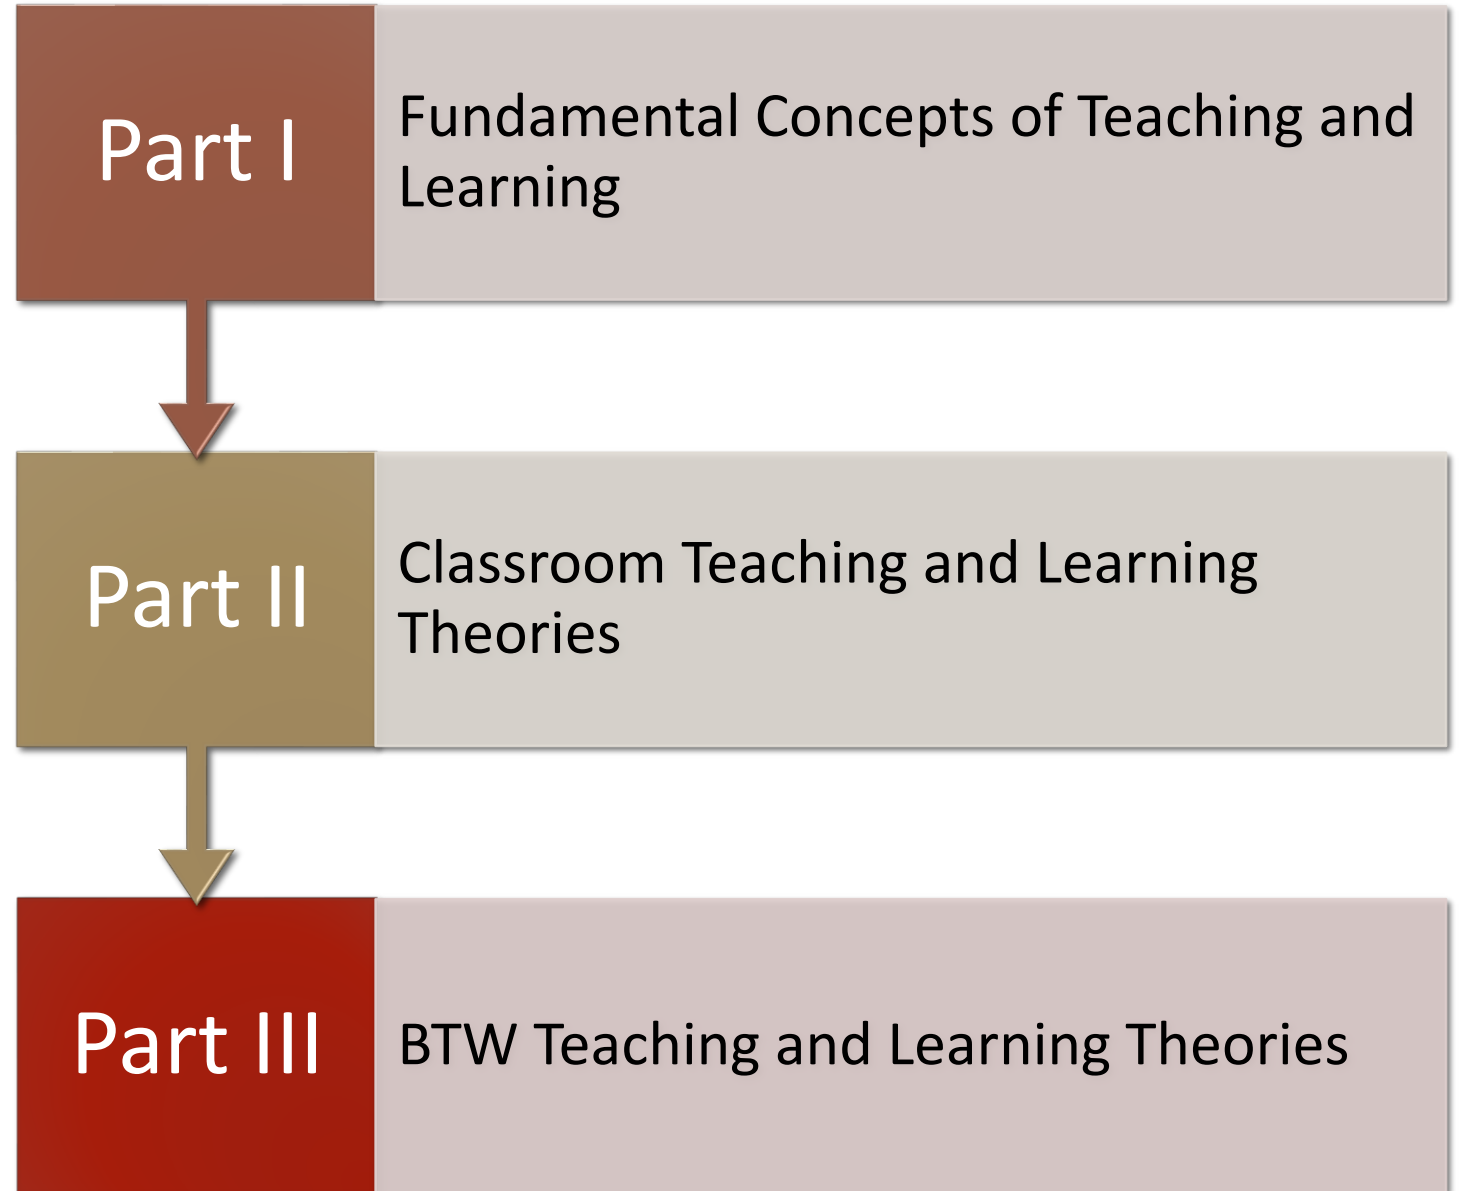 Part I
Fundamental Concepts of Teaching and
Learning
Part II
Classroom Teaching and Learning
Theories
Part III
BTW Teaching and Learning Theories